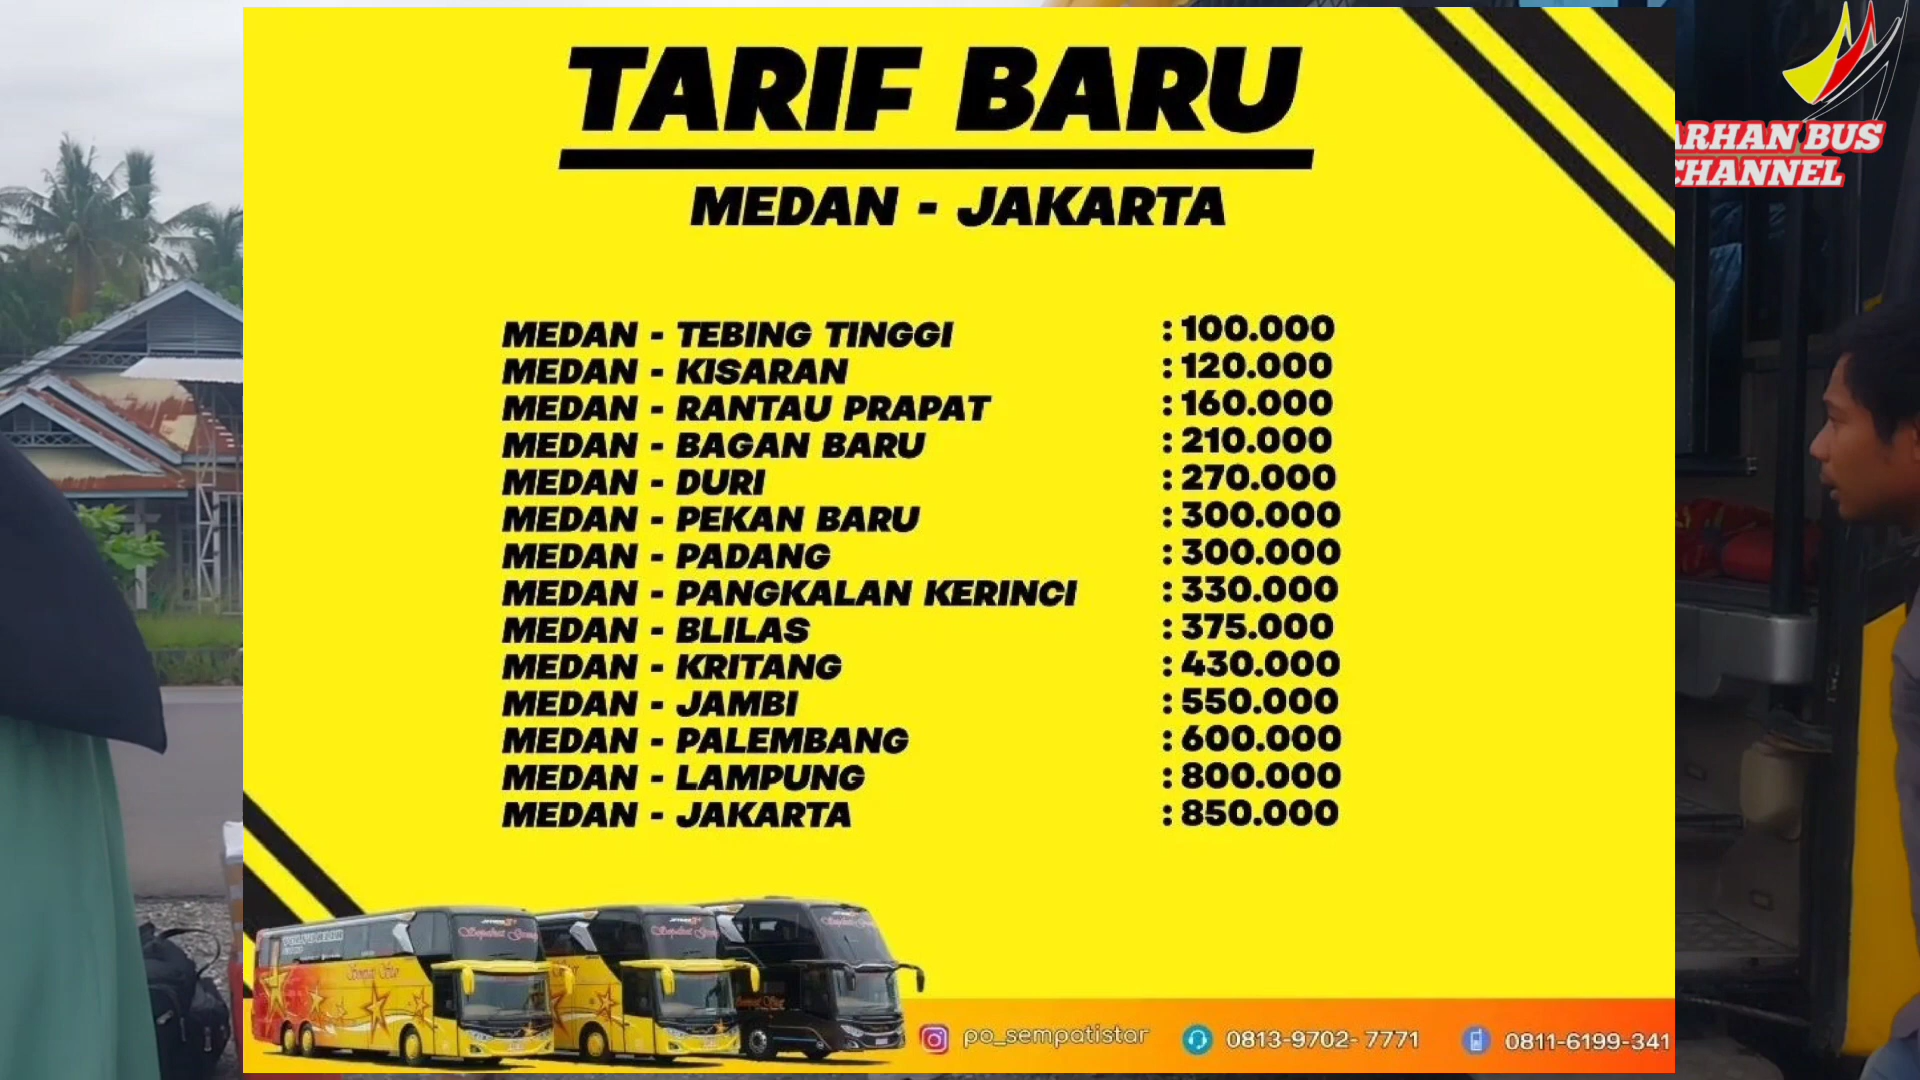 TARIF BARU
MEDAN - JAKARTA
ARHAN BUS
CHANNEL
MEDAN - TEBING TINGGI : 100.000
MEDAN - KISARAN : 120.000
MEDAN - RANTAU PRAPAT : 160.000
MEDAN - BAGAN BARU : 210.000
MEDAN - DURI : 270.000
MEDAN - PEKAN BARU : 300.000
MEDAN - PADANG : 300.000
MEDAN - PANGKALAN KERINCI : 330.000
MEDAN - BLILAS : 375.000
MEDAN - KRITANG : 430.000
MEDAN - JAMBI : 550.000
MEDAN - PALEMBANG : 600.000
MEDAN - LAMPUNG : 800.000
MEDAN - JAKARTA : 850.000
Sempati Star
po_sempatistar 0813-9702-7771 0811-6199-341